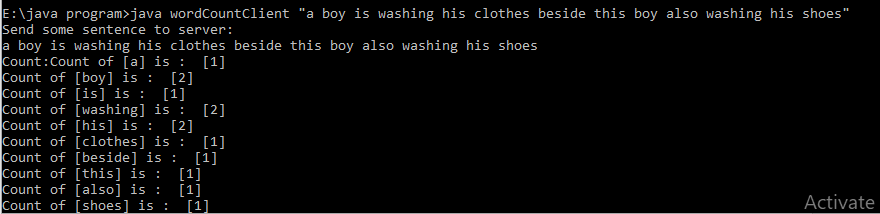 E:\java program>java wordCountClient "a boy is washing his clothes beside this boy also washing his shoes"
Send some sentence to server:
a boy is washing his clothes beside this boy also washing his shoes
Count:Count of [a] is :  [1]
Count of [boy] is :  [2]
Count of [is] is :  [1]
Count of [washing] is :  [2]
Count of [his] is :  [2]
Count of [clothes] is :  [1]
Count of [beside] is :  [1]
Count of [this] is :  [1]
Count of [also] is :  [1]
Count of [shoes] is :  [1]
Activate